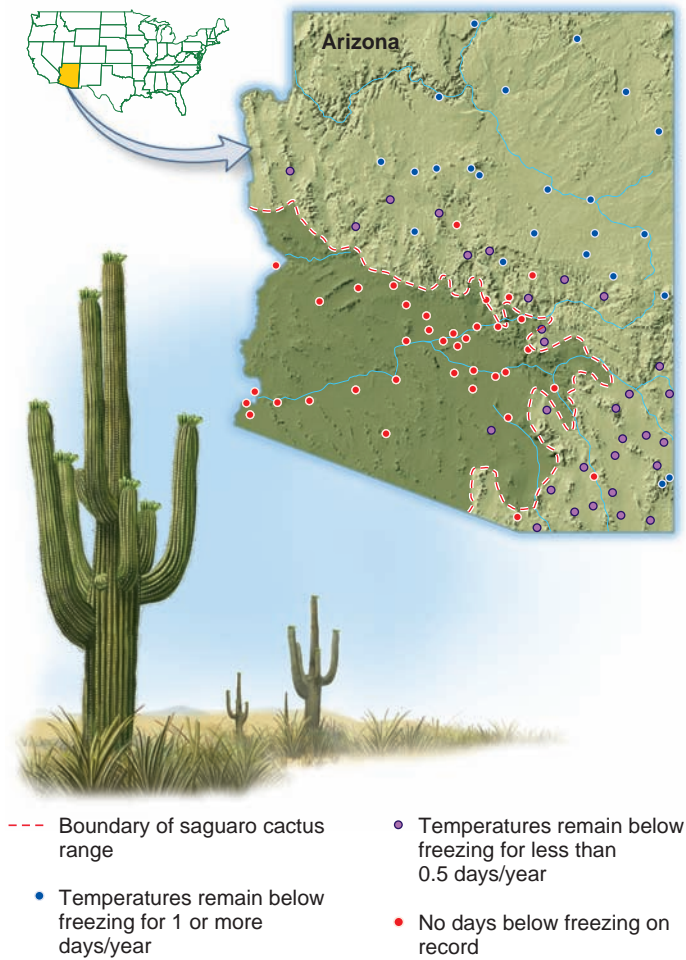 Arizona
Boundary of saguaro cactus
range
Temperatures remain below
freezing for 1 or more
days/year
Temperatures remain below
freezing for less than
0.5 days/year
No days below freezing on
record